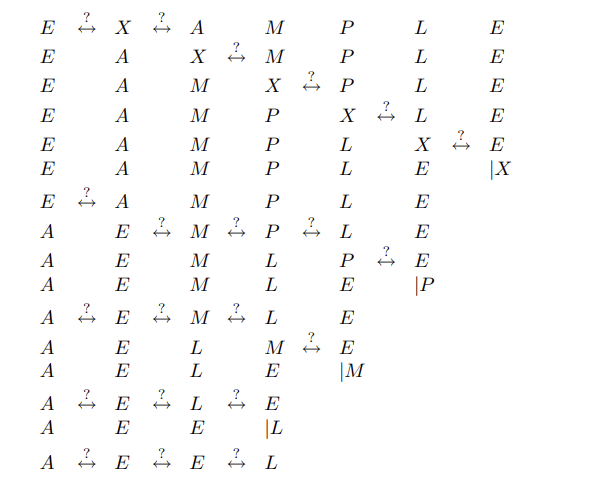 E ?↔ X ?↔ A M P L E
E A X ?↔ M P L E
E A M X ?↔ P L E
E A M P X ?↔ L E
E A M P L X ?↔ E
E A M P L E |X
E ?↔ A M P L E
A E ?↔ M ?↔ P ?↔ L E
A E M L P ?↔ E
A E M L E |P
A ?↔ E ?↔ M ?↔ L E
A E L M ?↔ E
A E L E |M
A ?↔ E ?↔ L ?↔ E
A E E |L
A ?↔ E ?↔ E ?↔ L